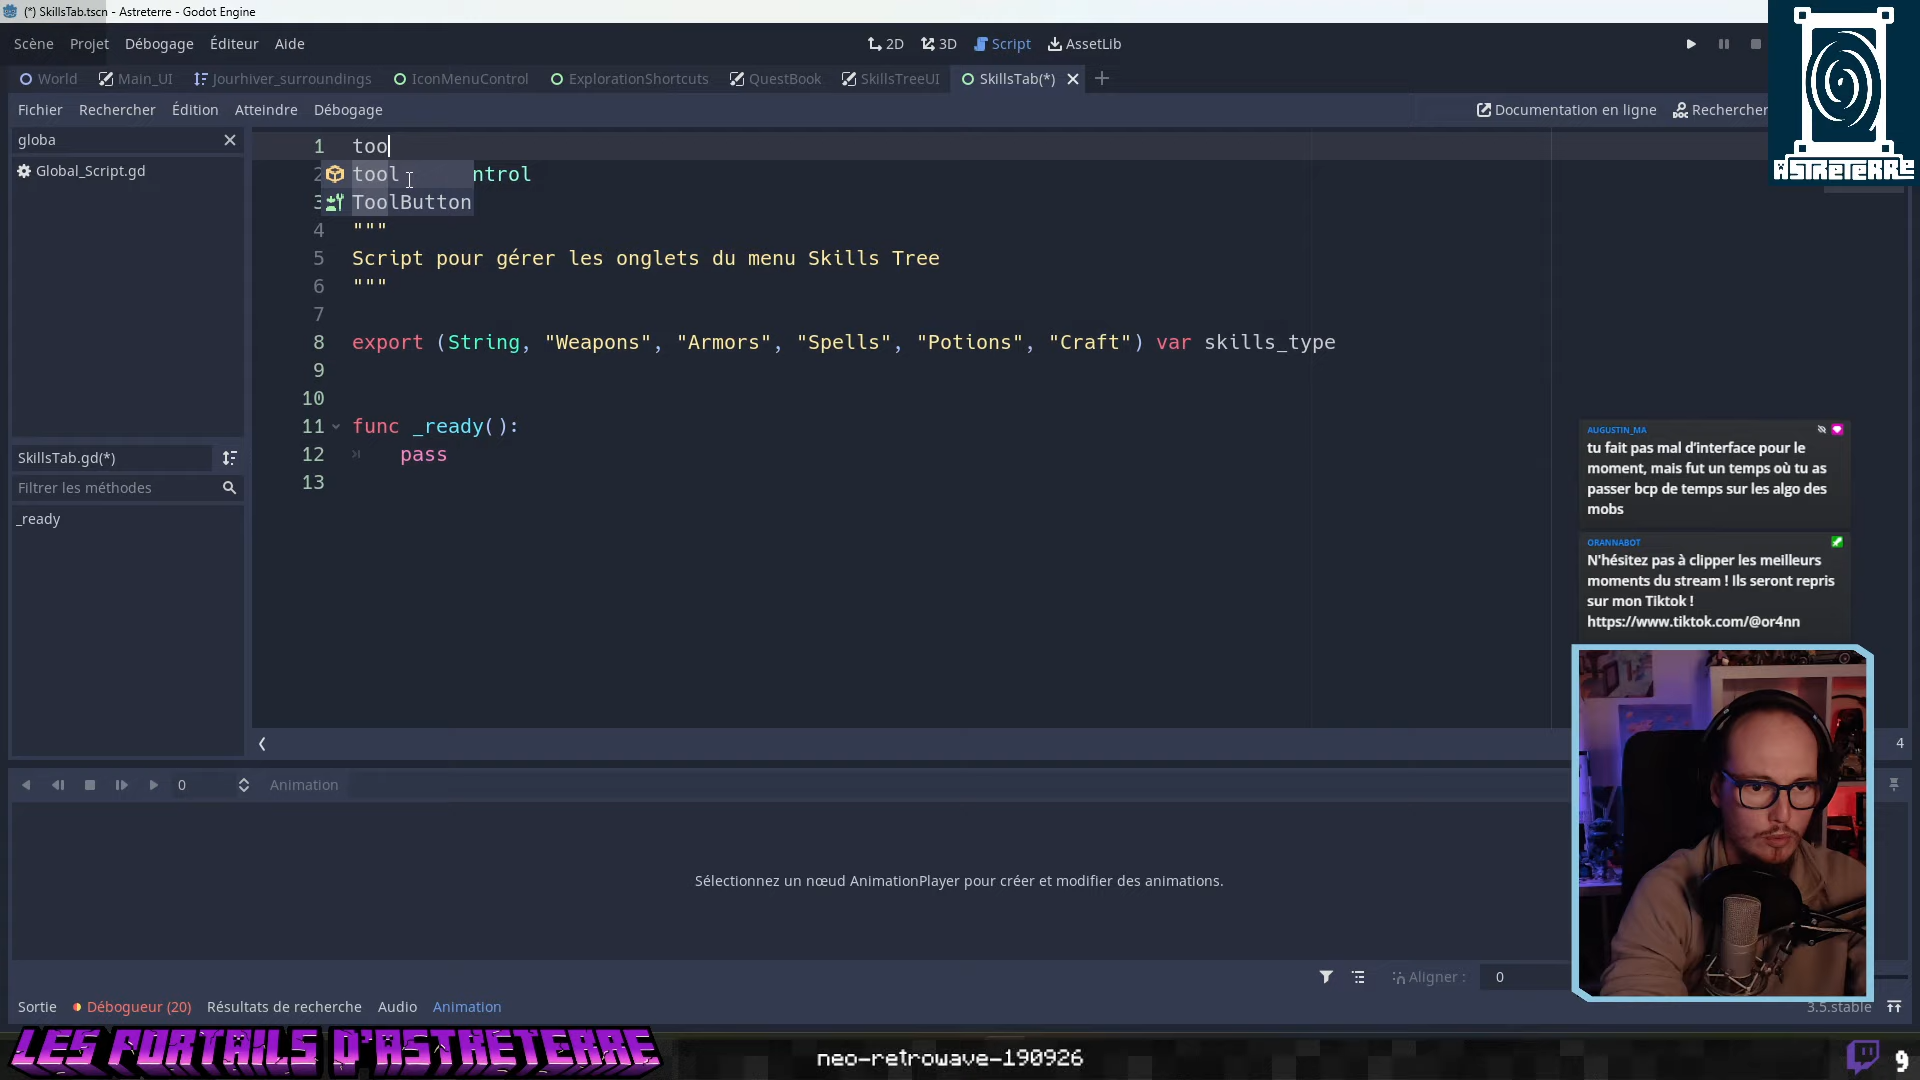 (*) SkillsTab.tscn - Astreterre - Godot Engine
Scène Projet Débogage Éditeur Aide
2D 3D Script AssetLib
World Main_UI Jourhiver_surroundings IconMenuControl ExplorationShortcuts QuestBook SkillsTreeUI SkillsTab(*)
Fichier Rechercher Édition Atteindre Débogage
Documentation en ligne Rechercher
ASTRETERRE
globa
Global_Script.gd
SkillsTab.gd(*)
Filtrer les méthodes
_ready
1 too
tool
2 ntrol
3 ToolButton
4 """
5 Script pour gérer les onglets du menu Skills Tree
6 """
7
8 export (String, "Weapons", "Armors", "Spells", "Potions", "Craft") var skills_type
9
10
11 func _ready():
12 pass
13
4
AUGUSTIN_MA
tu fait pas mal d'interface pour le
moment, mais fut un temps où tu as
passer bcp de temps sur les algo des
mobs
ORANNABOT
N'hésitez pas à clipper les meilleurs
moments du stream ! Ils seront repris
sur mon Tiktok !
https://www.tiktok.com/@or4nn
0 Animation
Sélectionnez un nœud AnimationPlayer pour créer et modifier des animations.
Aligner : 0
Sortie Débogueur (20) Résultats de recherche Audio Animation
3.5.stable
LES PORTAILS D'ASTRETERRE
neo-retrowave-190926
9